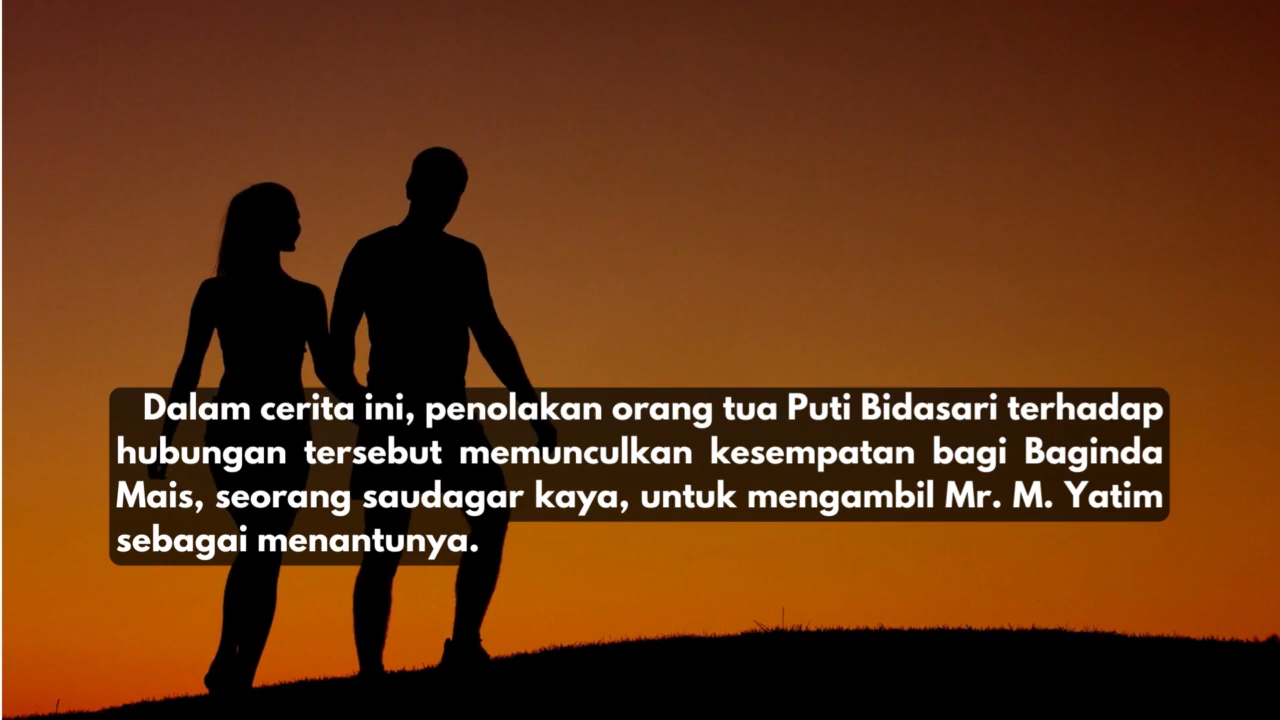 Dalam cerita ini, penolakan orang tua Puti Bidasari terhadap
hubungan tersebut memunculkan kesempatan bagi Baginda
Mais, seorang saudagar kaya, untuk mengambil Mr. M. Yatim
sebagai menantunya.